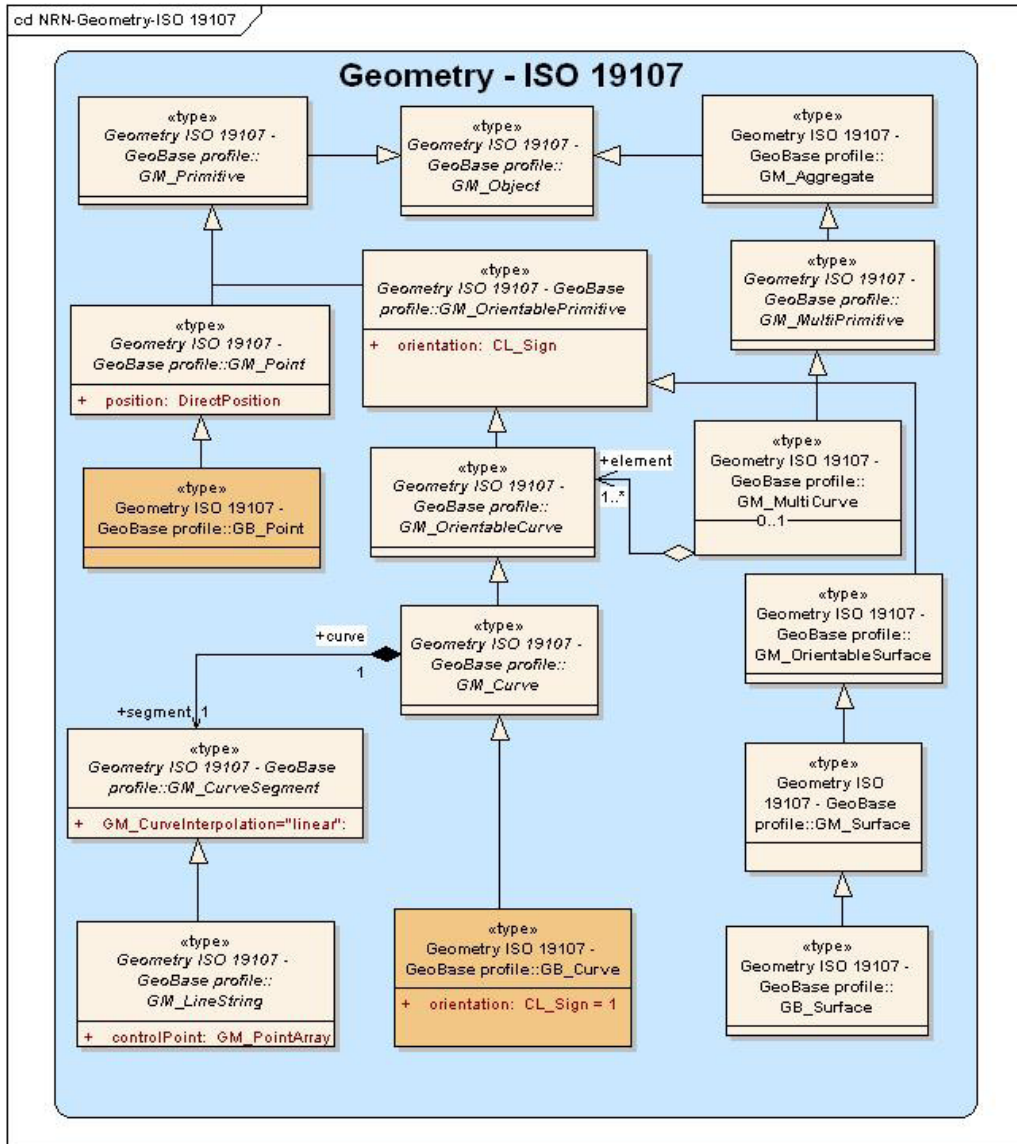 cd NRN-Geometry-ISO 19107
Geometry - ISO 19107
«type»
Geometry ISO 19107 -
GeoBase profile::
GM_Primitive
«type»
Geometry ISO 19107 -
GeoBase profile::
GM_Object
«type»
Geometry ISO 19107 -
GeoBase profile::
GM_Aggregate
«type»
Geometry ISO 19107 - GeoBase
profile::GM_OrientablePrimitive
+ orientation: CL_Sign
«type»
Geometry ISO 19107 -
GeoBase profile::
GM_MultiPrimitive
«type»
Geometry ISO 19107 -
GeoBase profile::GM_Point
+ position: DirectPosition
«type»
Geometry ISO 19107 -
GeoBase profile::GB_Point
«type»
Geometry ISO 19107 -
GeoBase profile::
GM_OrientableCurve
+element
1..*
«type»
Geometry ISO 19107 -
GeoBase profile::
GM_MultiCurve
0..1
«type»
Geometry ISO 19107 -
GeoBase profile::
GM_OrientableSurface
+curve
1
«type»
Geometry ISO 19107 -
GeoBase profile::
GM_Curve
+segment 1
«type»
Geometry ISO 19107 - GeoBase
profile::GM_CurveSegment
+ GM_CurveInterpolation="linear":
«type»
Geometry ISO
19107 - GeoBase
profile::GM_Surface
«type»
Geometry ISO 19107 -
GeoBase profile::
GM_LineString
+ controlPoint: GM_PointArray
«type»
Geometry ISO 19107 -
GeoBase profile::GB_Curve
+ orientation: CL_Sign = 1
«type»
Geometry ISO 19107 -
GeoBase profile::
GB_Surface